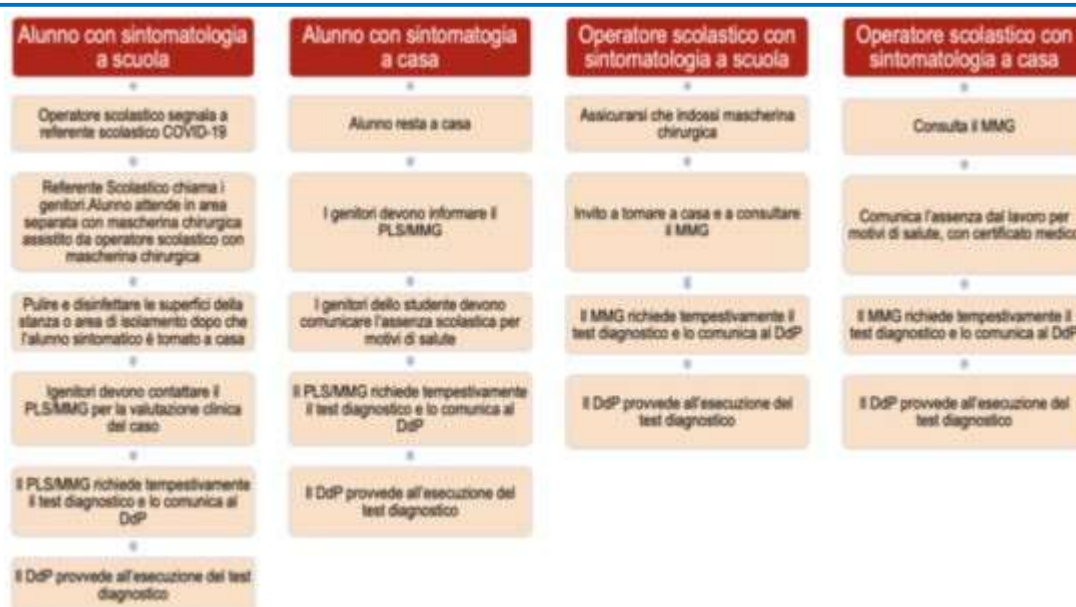 Alunno con sintomatologia
a scuola
Operatore scolastico segnala a
referente scolastico COVID-19
Referente Scolastico chiama i
genitori.Alunno attende in area
separata con mascherina chirurgica
assistito da operatore scolastico con
mascherina chirurgica
Pulire e disinfettare le superfici della
stanza o area di isolamento dopo che
l'alunno sintomatico è tornato a casa
Igenitori devono contattare il
PLS/MMG per la valutazione clinica
del caso
Il PLS/MMG richiede tempestivamente
il test diagnostico e lo comunica al
DdP
Il DdP provvede all'esecuzione del test
diagnostico
Alunno con sintomatogia
a casa
Alunno resta a casa
I genitori devono informare il
PLS/MMG
I genitori dello studente devono
comunicare l'assenza scolastica per
motivi di salute
Il PLS/MMG richiede tempestivamente
il test diagnostico e lo comunica al
DdP
Il DdP provvede all'esecuzione del
test diagnostico
Operatore scolastico con
sintomatologia a scuola
Assicurarsi che indossi mascherina
chirurgica
Invito a tornare a casa e a consultare
il MMG
Il MMG richiede tempestivamente il
test diagnostico e lo comunica al DdP
Il DdP provvede all'esecuzione del
test diagnostico
Operatore scolastico con
sintomatologia a casa
Consulta il MMG
Comunica l'assenza dal lavoro per
motivi di salute, con certificato medico
Il MMG richiede tempestivamente il
test diagnostico e lo comunica al DdP
Il DdP provvede all'esecuzione del
test diagnostico